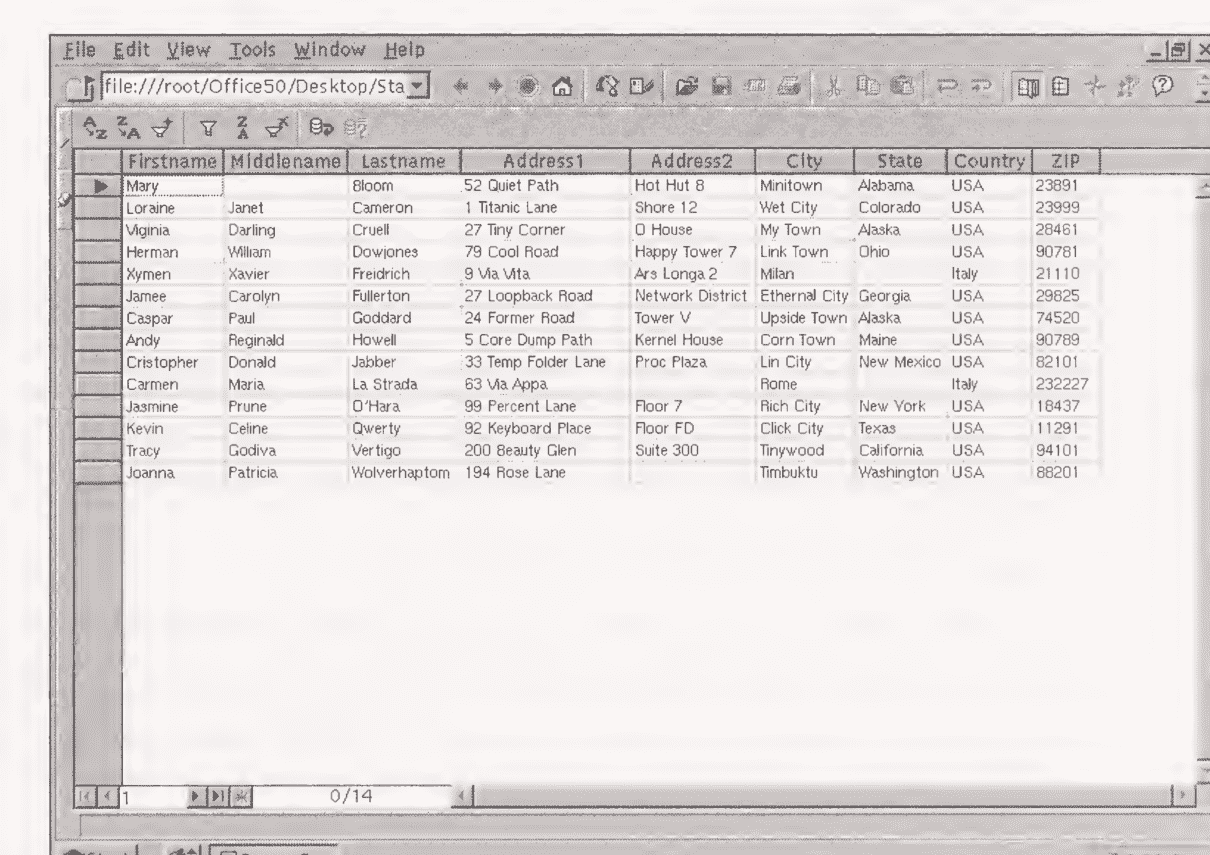 File Edit View Tools Window Help
file:///root/Office50/Desktop/Sta
Firstname Middlename Lastname Address1 Address2 City State Country ZIP
Mary Bloom 52 Quiet Path Hot Hut 8 Minitown Alabama USA 23891
Loraine Janet Cameron 1 Titanic Lane Shore 12 Wet City Colorado USA 23999
Viginia Darling Cruell 27 Tiny Corner O House My Town Alaska USA 28461
Herman William Dowjones 79 Cool Road Happy Tower 7 Link Town Ohio USA 90781
Xymen Xavier Freidrich 9 Via Vita Ars Longa 2 Milan Italy 21110
Jamee Carolyn Fullerton 27 Loopback Road Network District Ethernal City Georgia USA 29825
Caspar Paul Goddard 24 Former Road Tower V Upside Town Alaska USA 74520
Andy Reginald Howell 5 Core Dump Path Kernel House Corn Town Maine USA 90789
Cristopher Donald Jabber 33 Temp Folder Lane Proc Plaza Lin City New Mexico USA 82101
Carmen Maria La Strada 63 Via Appa Rome Italy 232227
Jasmine Prune O'Hara 99 Percent Lane Floor 7 Rich City New York USA 18437
Kevin Celine Qwerty 92 Keyboard Place Floor FD Click City Texas USA 11291
Tracy Godiva Vertigo 200 Beauty Glen Suite 300 Tinywood California USA 94101
Joanna Patricia Wolverhaptom 194 Rose Lane Timbuktu Washington USA 88201
1 0/14